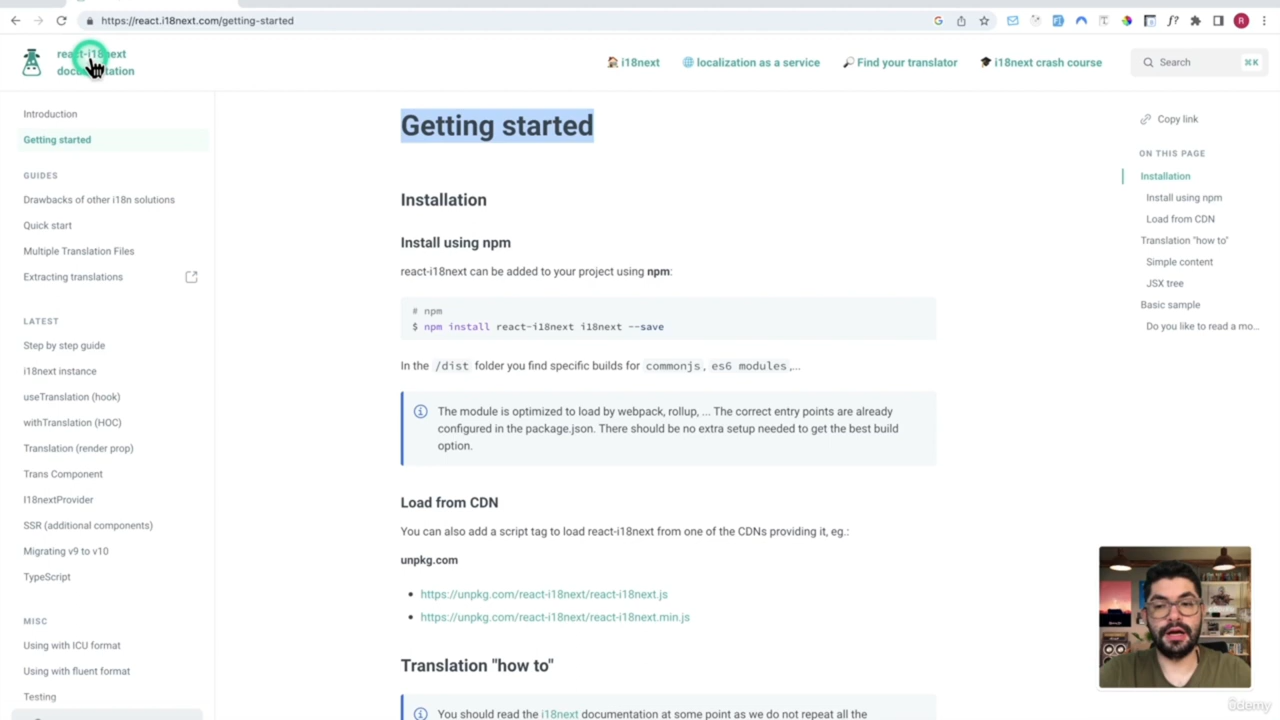 https://react.i18next.com/getting-started
react-i18next
documentation
i18next
localization as a service
Find your translator
i18next crash course
Search
⌘K
Introduction
Getting started
GUIDES
Drawbacks of other i18n solutions
Quick start
Multiple Translation Files
Extracting translations
LATEST
Step by step guide
i18next instance
useTranslation (hook)
withTranslation (HOC)
Translation (render prop)
Trans Component
I18nextProvider
SSR (additional components)
Migrating v9 to v10
TypeScript
MISC
Using with ICU format
Using with fluent format
Testing
Getting started
Installation
Install using npm
react-i18next can be added to your project using npm:
# npm
$ npm install react-i18next i18next --save
In the /dist folder you find specific builds for commonjs, es6 modules,...
The module is optimized to load by webpack, rollup, ... The correct entry points are already
configured in the package.json. There should be no extra setup needed to get the best build
option.
Load from CDN
You can also add a script tag to load react-i18next from one of the CDNs providing it, eg.:
unpkg.com
https://unpkg.com/react-i18next/react-i18next.js
https://unpkg.com/react-i18next/react-i18next.min.js
Translation "how to"
You should read the i18next documentation at some point as we do not repeat all the
Copy link
ON THIS PAGE
Installation
Install using npm
Load from CDN
Translation "how to"
Simple content
JSX tree
Basic sample
Do you like to read a mo...
ûdemy